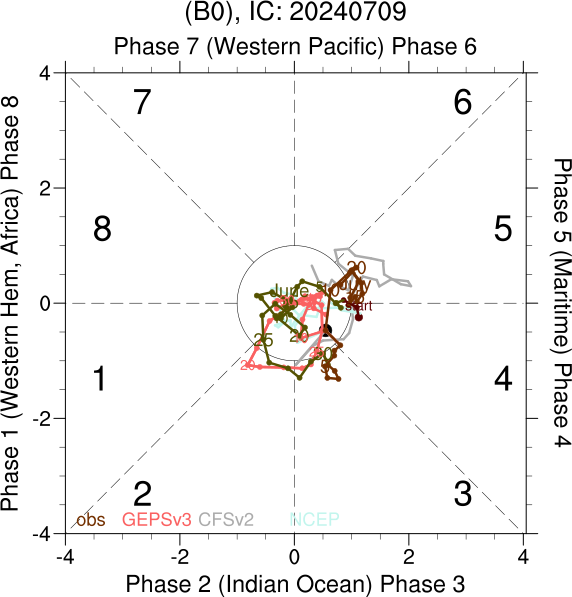 (B0), IC: 20240709
Phase 7 (Western Pacific) Phase 6
Phase 1 (Western Hem, Africa) Phase 8
Phase 5 (Maritime) Phase 4
4
2
0
-2
-4
7
6
8
5
1
4
2
3
June
July
20
start
25
20
20
30
obs
GEPSv3
CFSv2
NCEP
-4
-2
0
2
4
Phase 2 (Indian Ocean) Phase 3